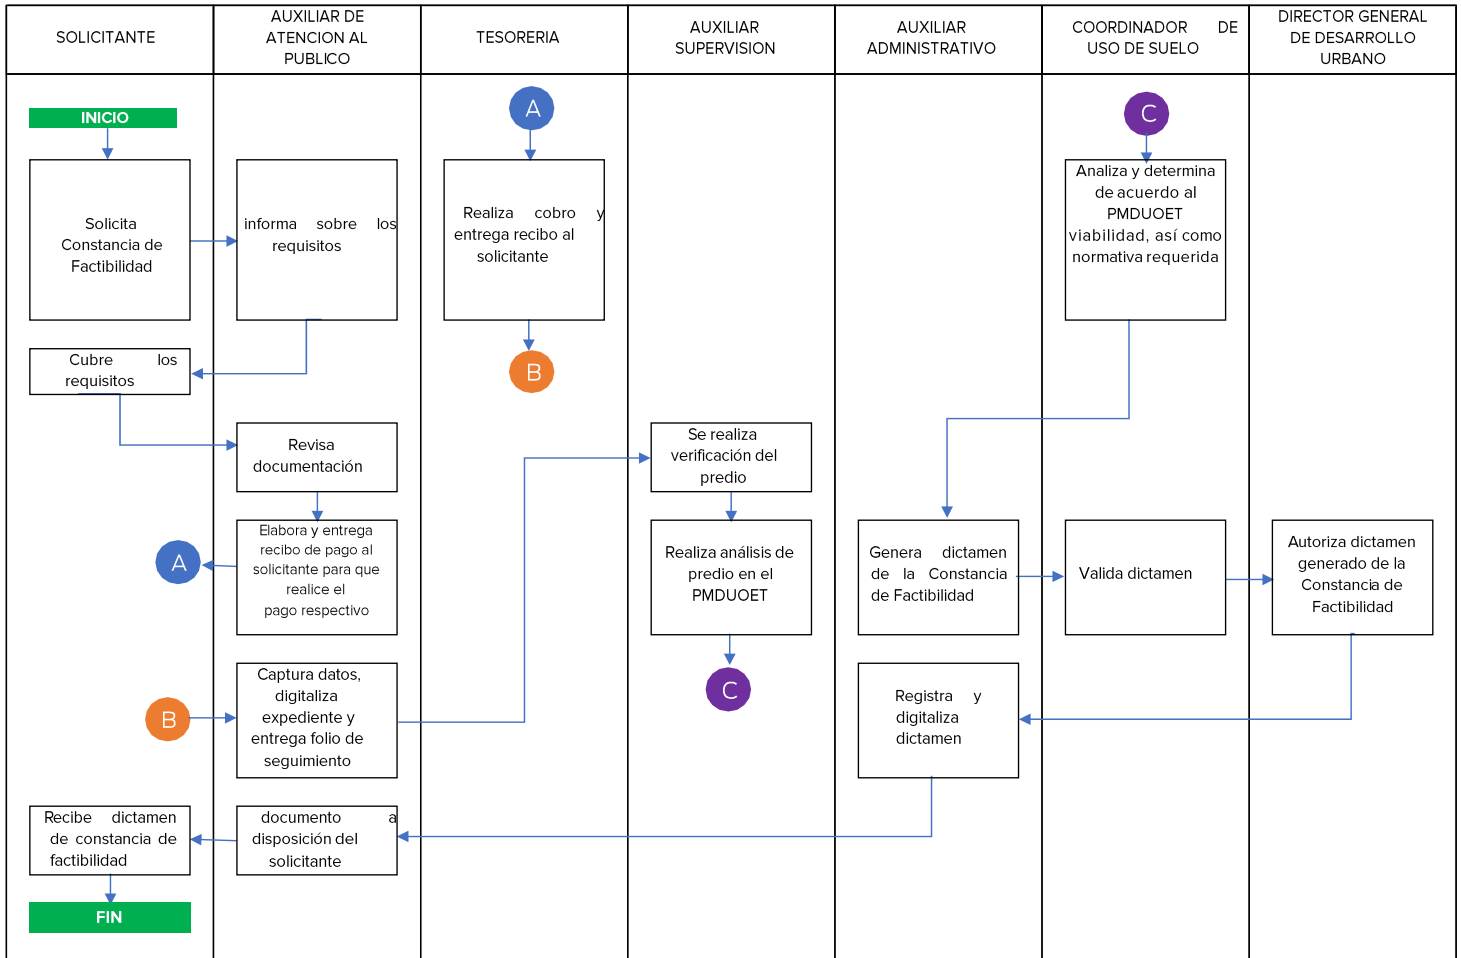 SOLICITANTE
AUXILIAR DE
ATENCION AL
PUBLICO
TESORERIA
AUXILIAR
SUPERVISION
AUXILIAR
ADMINISTRATIVO
COORDINADOR DE
USO DE SUELO
DIRECTOR GENERAL
DE DESARROLLO
URBANO
INICIO
A
C
Solicita
Constancia de
Factibilidad
informa sobre los
requisitos
Realiza cobro y
entrega recibo al
solicitante
Analiza y determina
de acuerdo al
PMDUOET
viabilidad, así como
normativa requerida
Cubre los
requisitos
B
Revisa
documentación
Se realiza
verificación del
predio
A
Elabora y entrega
recibo de pago al
solicitante para que
realice el
pago respectivo
Realiza análisis de
predio en el
PMDUOET
Genera dictamen
de la Constancia
de Factibilidad
Valida dictamen
Autoriza dictamen
generado de la
Constancia de
Factibilidad
B
Captura datos,
digitaliza
expediente y
entrega folio de
seguimiento
C
Registra y
digitaliza
dictamen
Recibe dictamen
de constancia de
factibilidad
documento a
disposición del
solicitante
FIN